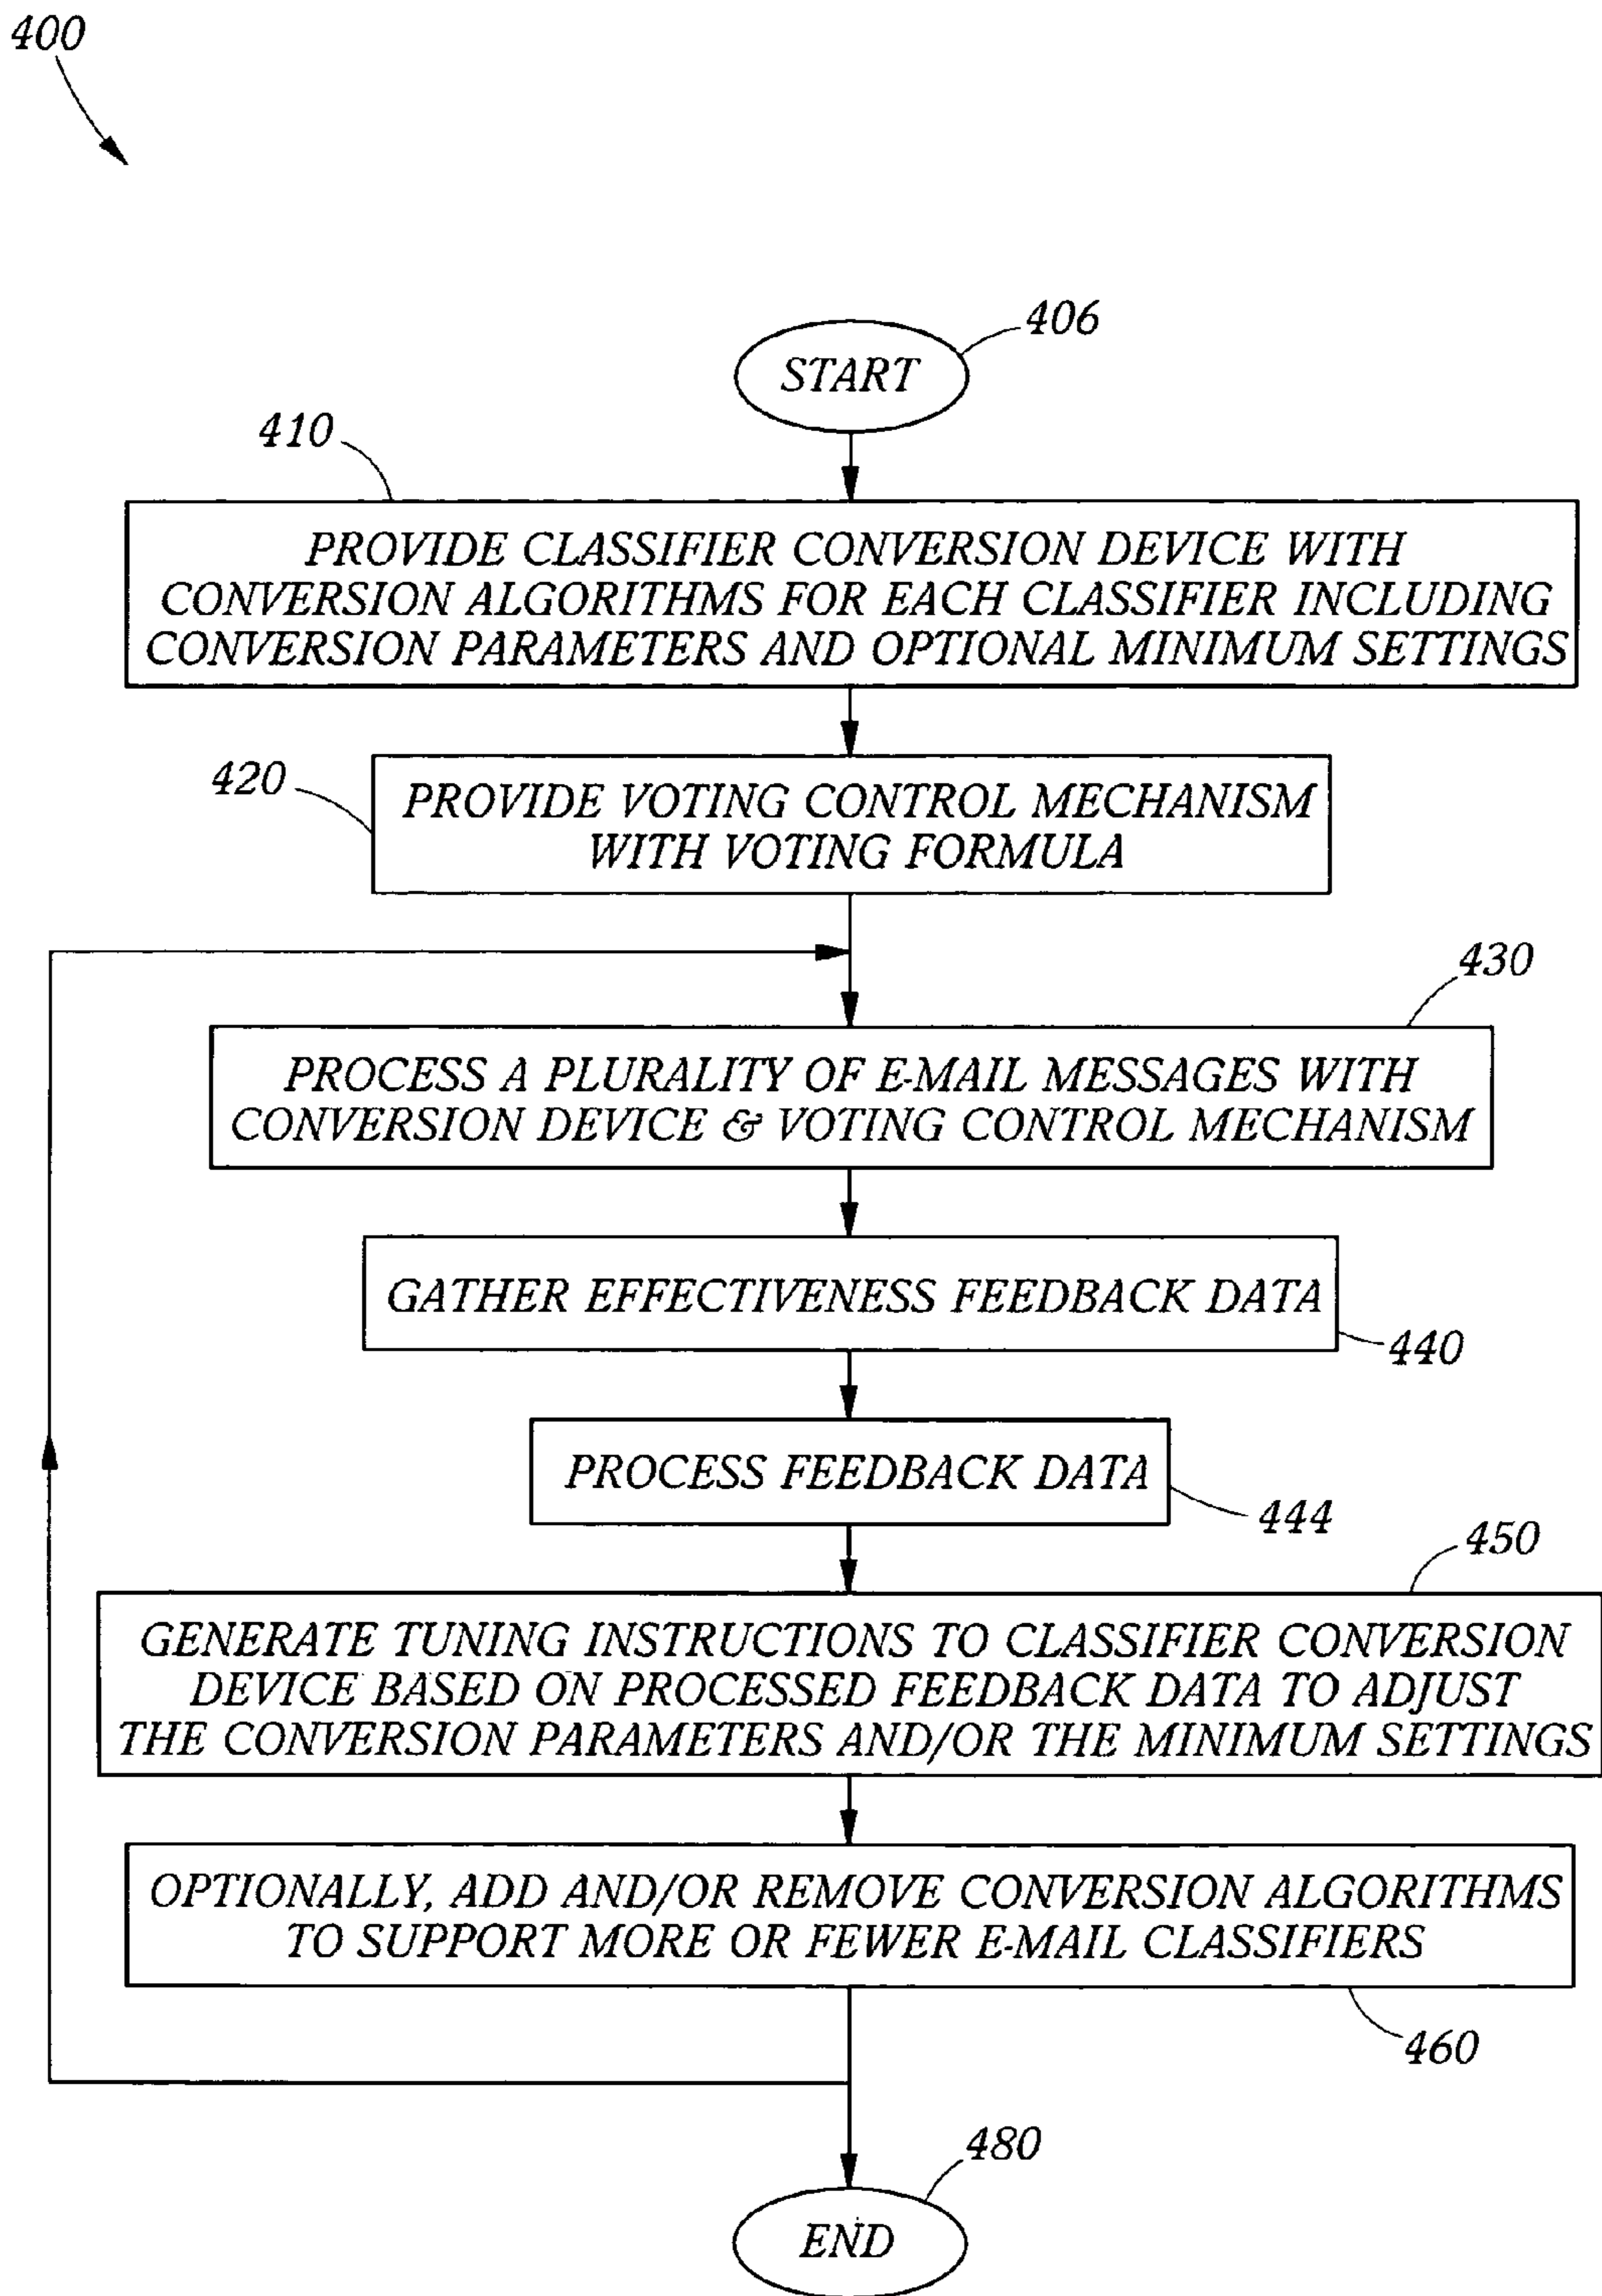 400
406
START
410
PROVIDE CLASSIFIER CONVERSION DEVICE WITH
CONVERSION ALGORITHMS FOR EACH CLASSIFIER INCLUDING
CONVERSION PARAMETERS AND OPTIONAL MINIMUM SETTINGS
420
PROVIDE VOTING CONTROL MECHANISM
WITH VOTING FORMULA
430
PROCESS A PLURALITY OF E-MAIL MESSAGES WITH
CONVERSION DEVICE & VOTING CONTROL MECHANISM
GATHER EFFECTIVENESS FEEDBACK DATA
440
PROCESS FEEDBACK DATA
444
450
GENERATE TUNING INSTRUCTIONS TO CLASSIFIER CONVERSION
DEVICE BASED ON PROCESSED FEEDBACK DATA TO ADJUST
THE CONVERSION PARAMETERS AND/OR THE MINIMUM SETTINGS
OPTIONALLY, ADD AND/OR REMOVE CONVERSION ALGORITHMS
TO SUPPORT MORE OR FEWER E-MAIL CLASSIFIERS
460
480
END